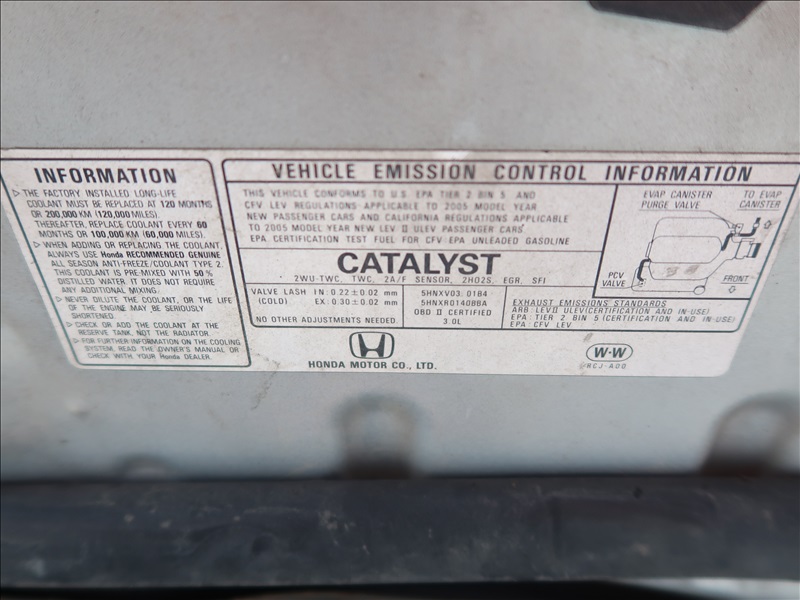 INFORMATION
▷ THE FACTORY INSTALLED LONG-LIFE
COOLANT MUST BE REPLACED AT 120 MONTHS
OR 200,000 KM (120,000 MILES).
THEREAFTER, REPLACE COOLANT EVERY 60
MONTHS OR 100,000 KM (60,000 MILES).
▷ WHEN ADDING OR REPLACING THE COOLANT,
ALWAYS USE Honda RECOMMENDED GENUINE
ALL SEASON ANTI-FREEZE/COOLANT TYPE 2.
THIS COOLANT IS PRE-MIXED WITH 50 %
DISTILLED WATER. IT DOES NOT REQUIRE
ANY ADDITIONAL MIXING.
▷ NEVER DILUTE THE COOLANT, OR THE LIFE
OF THE ENGINE MAY BE SERIOUSLY
SHORTENED.
▷ CHECK OR ADD THE COOLANT AT THE
RESERVE TANK, NOT THE RADIATOR.
▷ FOR FURTHER INFORMATION ON THE COOLING
SYSTEM, READ THE OWNER'S MANUAL OR
CHECK WITH YOUR Honda DEALER.
VEHICLE EMISSION CONTROL INFORMATION
THIS VEHICLE CONFORMS TO U.S. EPA TIER 2 BIN 5 AND
CFV LEV REGULATIONS APPLICABLE TO 2005 MODEL YEAR
NEW PASSENGER CARS AND CALIFORNIA REGULATIONS APPLICABLE
TO 2005 MODEL YEAR NEW LEV II ULEV PASSENGER CARS.
EPA CERTIFICATION TEST FUEL FOR CFV:EPA UNLEADED GASOLINE
CATALYST
2WU-TWC, TWC, 2A/F SENSOR, 2HO2S, EGR, SFI
VALVE LASH IN:0.22±0.02 mm
(COLD) EX:0.30±0.02 mm
NO OTHER ADJUSTMENTS NEEDED.
5HNXV03.01B4
5HNXR0140BBA
OBD II CERTIFIED
3.0L
EXHAUST EMISSIONS STANDARDS
ARB:LEVII ULEV(CERTIFICATION AND IN-USE)
EPA:TIER 2 BIN 5(CERTIFICATION AND IN-USE)
EPA:CFV LEV
EVAP CANISTER
PURGE VALVE
TO EVAP
CANISTER
PCV
VALVE
FRONT
HONDA MOTOR CO., LTD.
W-W
RCJ-A00